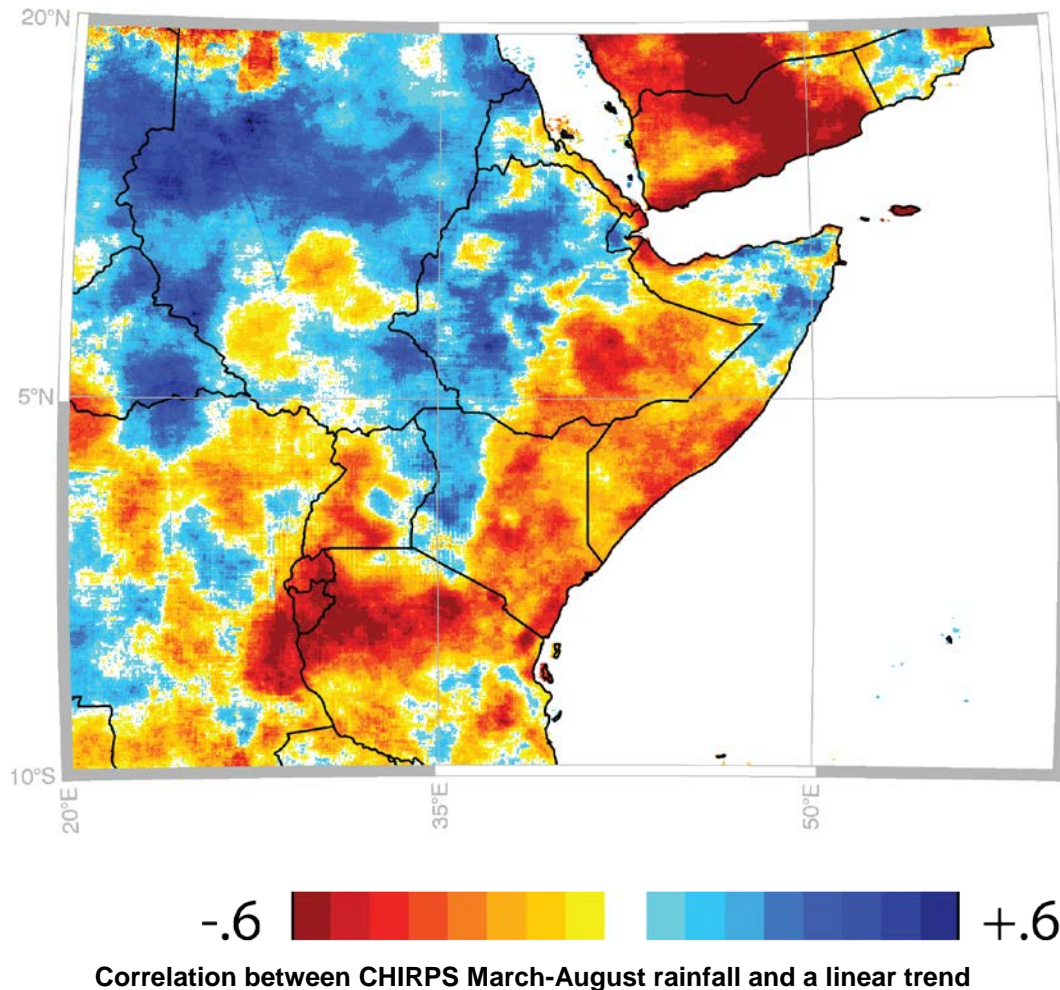 20°N
5°N
10°S
20°E
35°E
50°E
-.6
+.6
Correlation between CHIRPS March-August rainfall and a linear trend